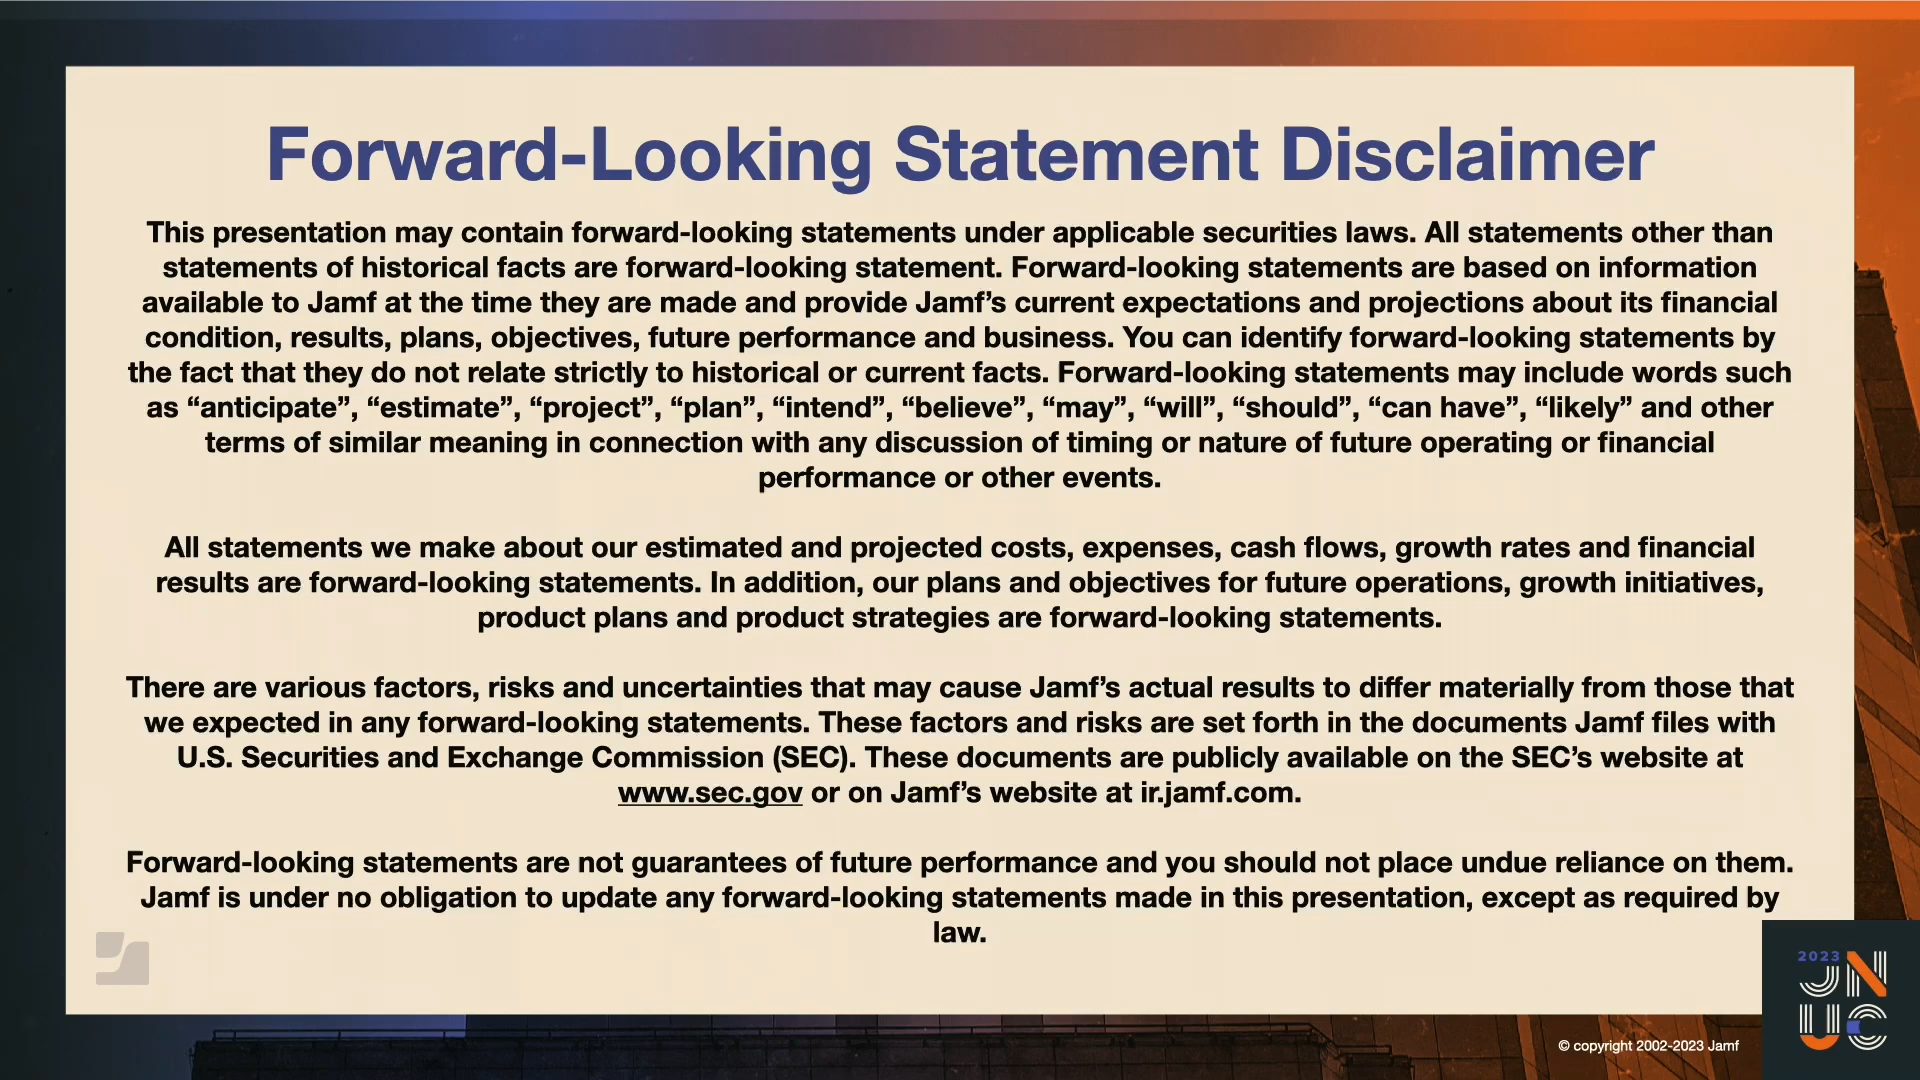 Forward-Looking Statement Disclaimer
This presentation may contain forward-looking statements under applicable securities laws. All statements other than
statements of historical facts are forward-looking statement. Forward-looking statements are based on information
available to Jamf at the time they are made and provide Jamf’s current expectations and projections about its financial
condition, results, plans, objectives, future performance and business. You can identify forward-looking statements by
the fact that they do not relate strictly to historical or current facts. Forward-looking statements may include words such
as “anticipate”, “estimate”, “project”, “plan”, “intend”, “believe”, “may”, “will”, “should”, “can have”, “likely” and other
terms of similar meaning in connection with any discussion of timing or nature of future operating or financial
performance or other events.
All statements we make about our estimated and projected costs, expenses, cash flows, growth rates and financial
results are forward-looking statements. In addition, our plans and objectives for future operations, growth initiatives,
product plans and product strategies are forward-looking statements.
There are various factors, risks and uncertainties that may cause Jamf’s actual results to differ materially from those that
we expected in any forward-looking statements. These factors and risks are set forth in the documents Jamf files with
U.S. Securities and Exchange Commission (SEC). These documents are publicly available on the SEC’s website at
www.sec.gov or on Jamf’s website at ir.jamf.com.
Forward-looking statements are not guarantees of future performance and you should not place undue reliance on them.
Jamf is under no obligation to update any forward-looking statements made in this presentation, except as required by
law.
2023
JN
UC
© copyright 2002-2023 Jamf